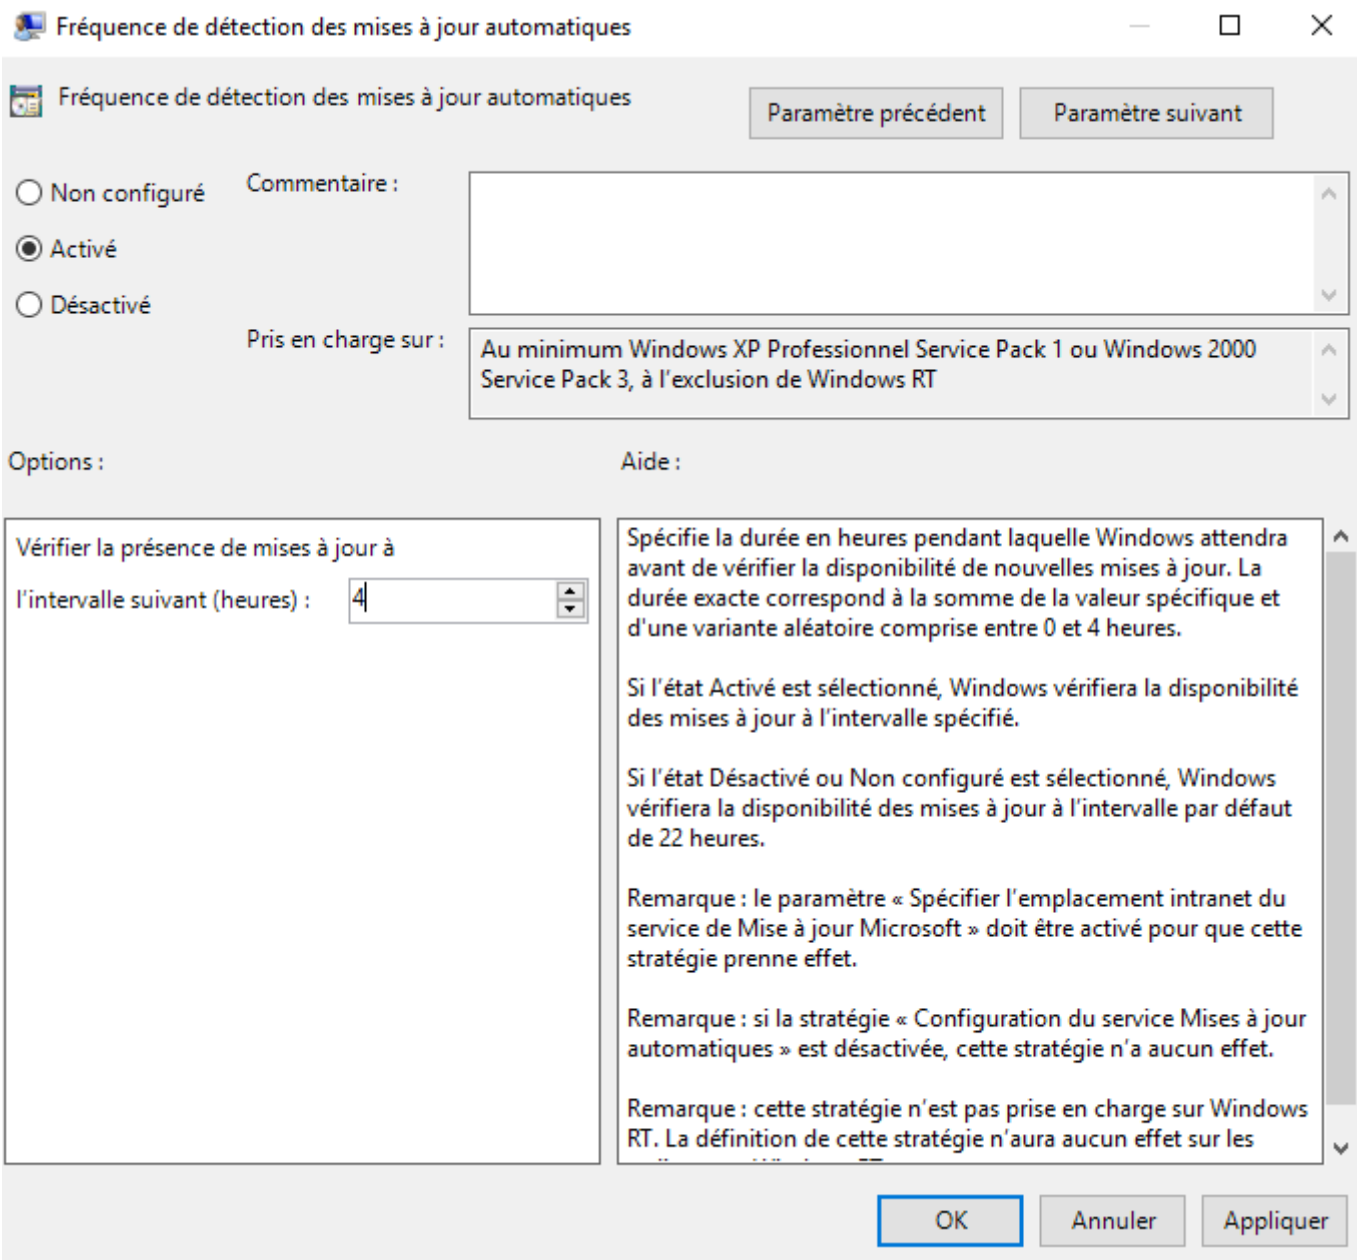 Fréquence de détection des mises à jour automatiques
Fréquence de détection des mises à jour automatiques
Paramètre précédent
Paramètre suivant
Non configuré
Commentaire :
Activé
Désactivé
Pris en charge sur :
Au minimum Windows XP Professionnel Service Pack 1 ou Windows 2000
Service Pack 3, à l'exclusion de Windows RT
Options :
Aide :
Vérifier la présence de mises à jour à
l'intervalle suivant (heures) :
4
Spécifie la durée en heures pendant laquelle Windows attendra
avant de vérifier la disponibilité de nouvelles mises à jour. La
durée exacte correspond à la somme de la valeur spécifique et
d'une variante aléatoire comprise entre 0 et 4 heures.
Si l'état Activé est sélectionné, Windows vérifiera la disponibilité
des mises à jour à l'intervalle spécifié.
Si l'état Désactivé ou Non configuré est sélectionné, Windows
vérifiera la disponibilité des mises à jour à l'intervalle par défaut
de 22 heures.
Remarque : le paramètre « Spécifier l'emplacement intranet du
service de Mise à jour Microsoft » doit être activé pour que cette
stratégie prenne effet.
Remarque : si la stratégie « Configuration du service Mises à jour
automatiques » est désactivée, cette stratégie n'a aucun effet.
Remarque : cette stratégie n'est pas prise en charge sur Windows
RT. La définition de cette stratégie n'aura aucun effet sur les
OK
Annuler
Appliquer